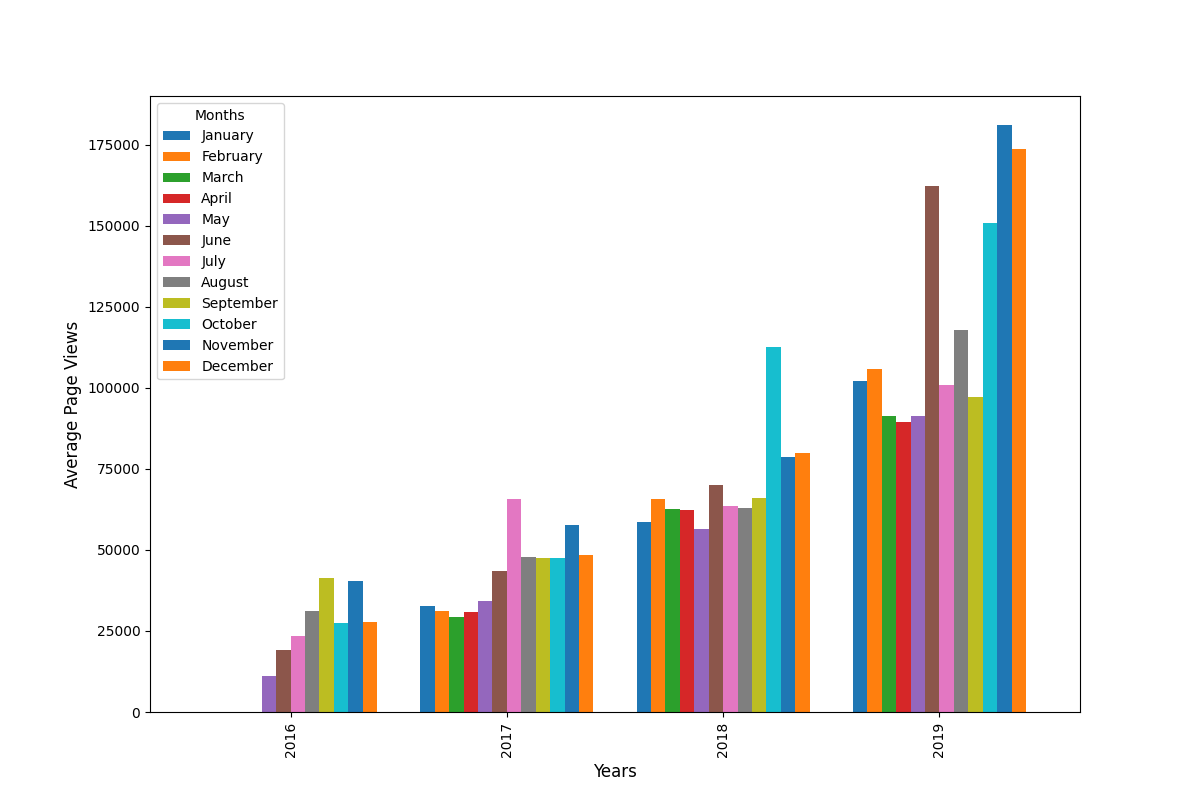 Months
January
February
March
April
May
June
July
August
September
October
November
December
175000
150000
125000
100000
75000
50000
25000
0
Average Page Views
2016
2017
2018
2019
Years